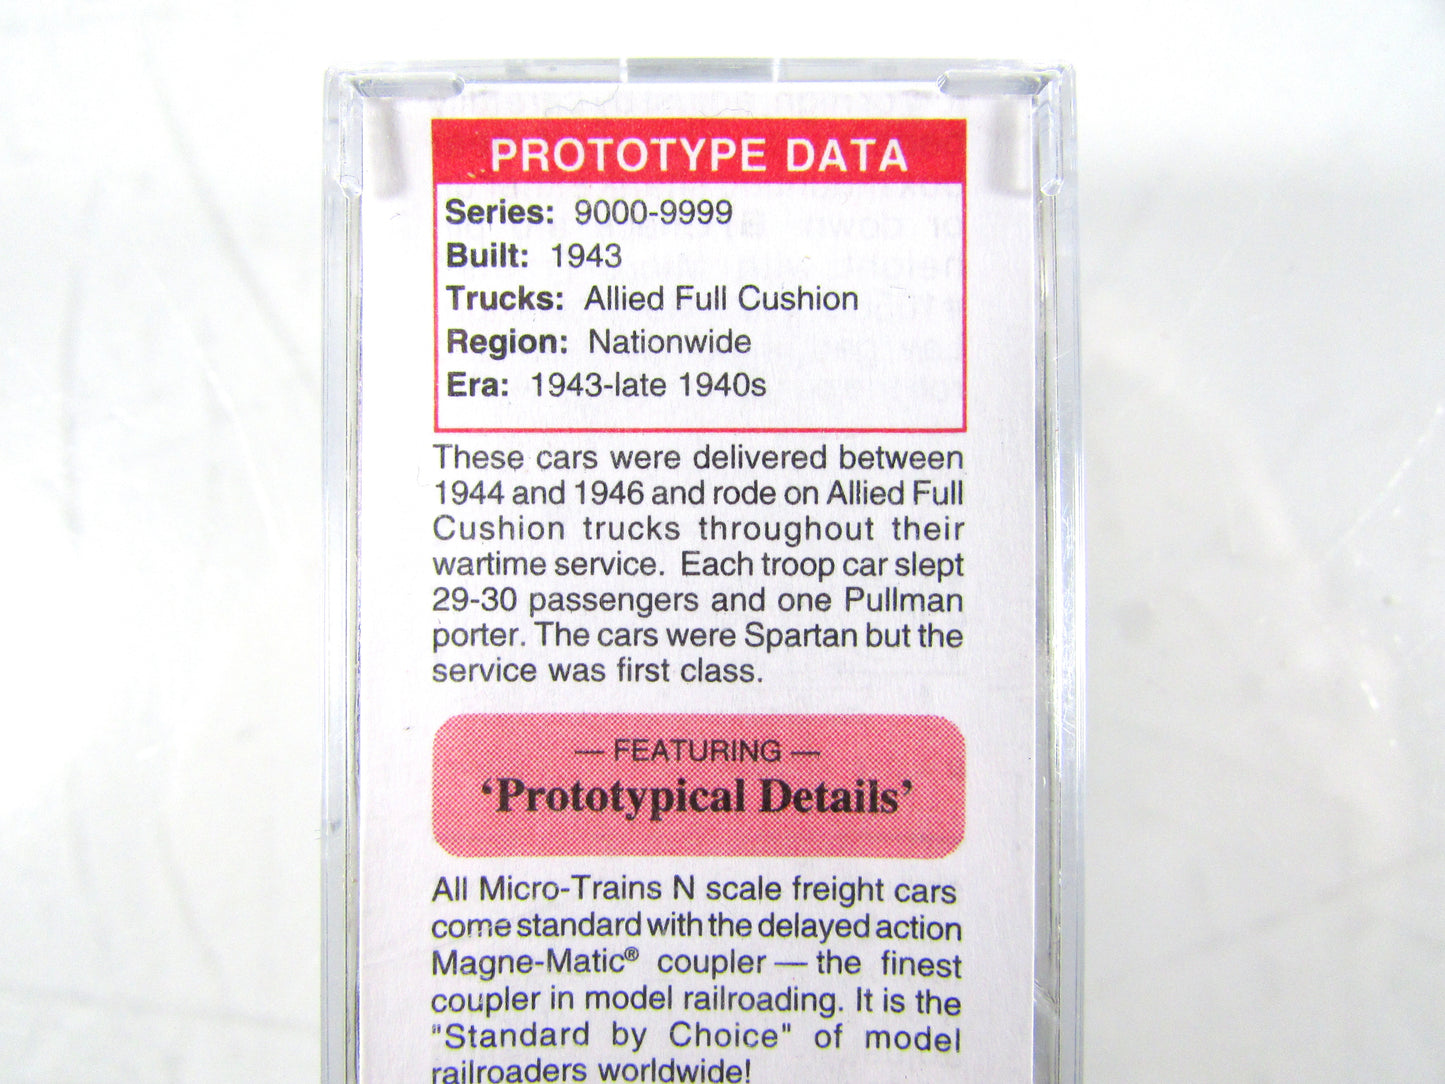 PROTOTYPE DATA
Series: 9000-9999
Built: 1943
Trucks: Allied Full Cushion
Region: Nationwide
Era: 1943-late 1940s
These cars were delivered between
1944 and 1946 and rode on Allied Full
Cushion trucks throughout their
wartime service. Each troop car slept
29-30 passengers and one Pullman
porter. The cars were Spartan but the
service was first class.
— FEATURING —
‘Prototypical Details’
All Micro-Trains N scale freight cars
come standard with the delayed action
Magne-Matic® coupler — the finest
coupler in model railroading. It is the
"Standard by Choice" of model
railroaders worldwide!